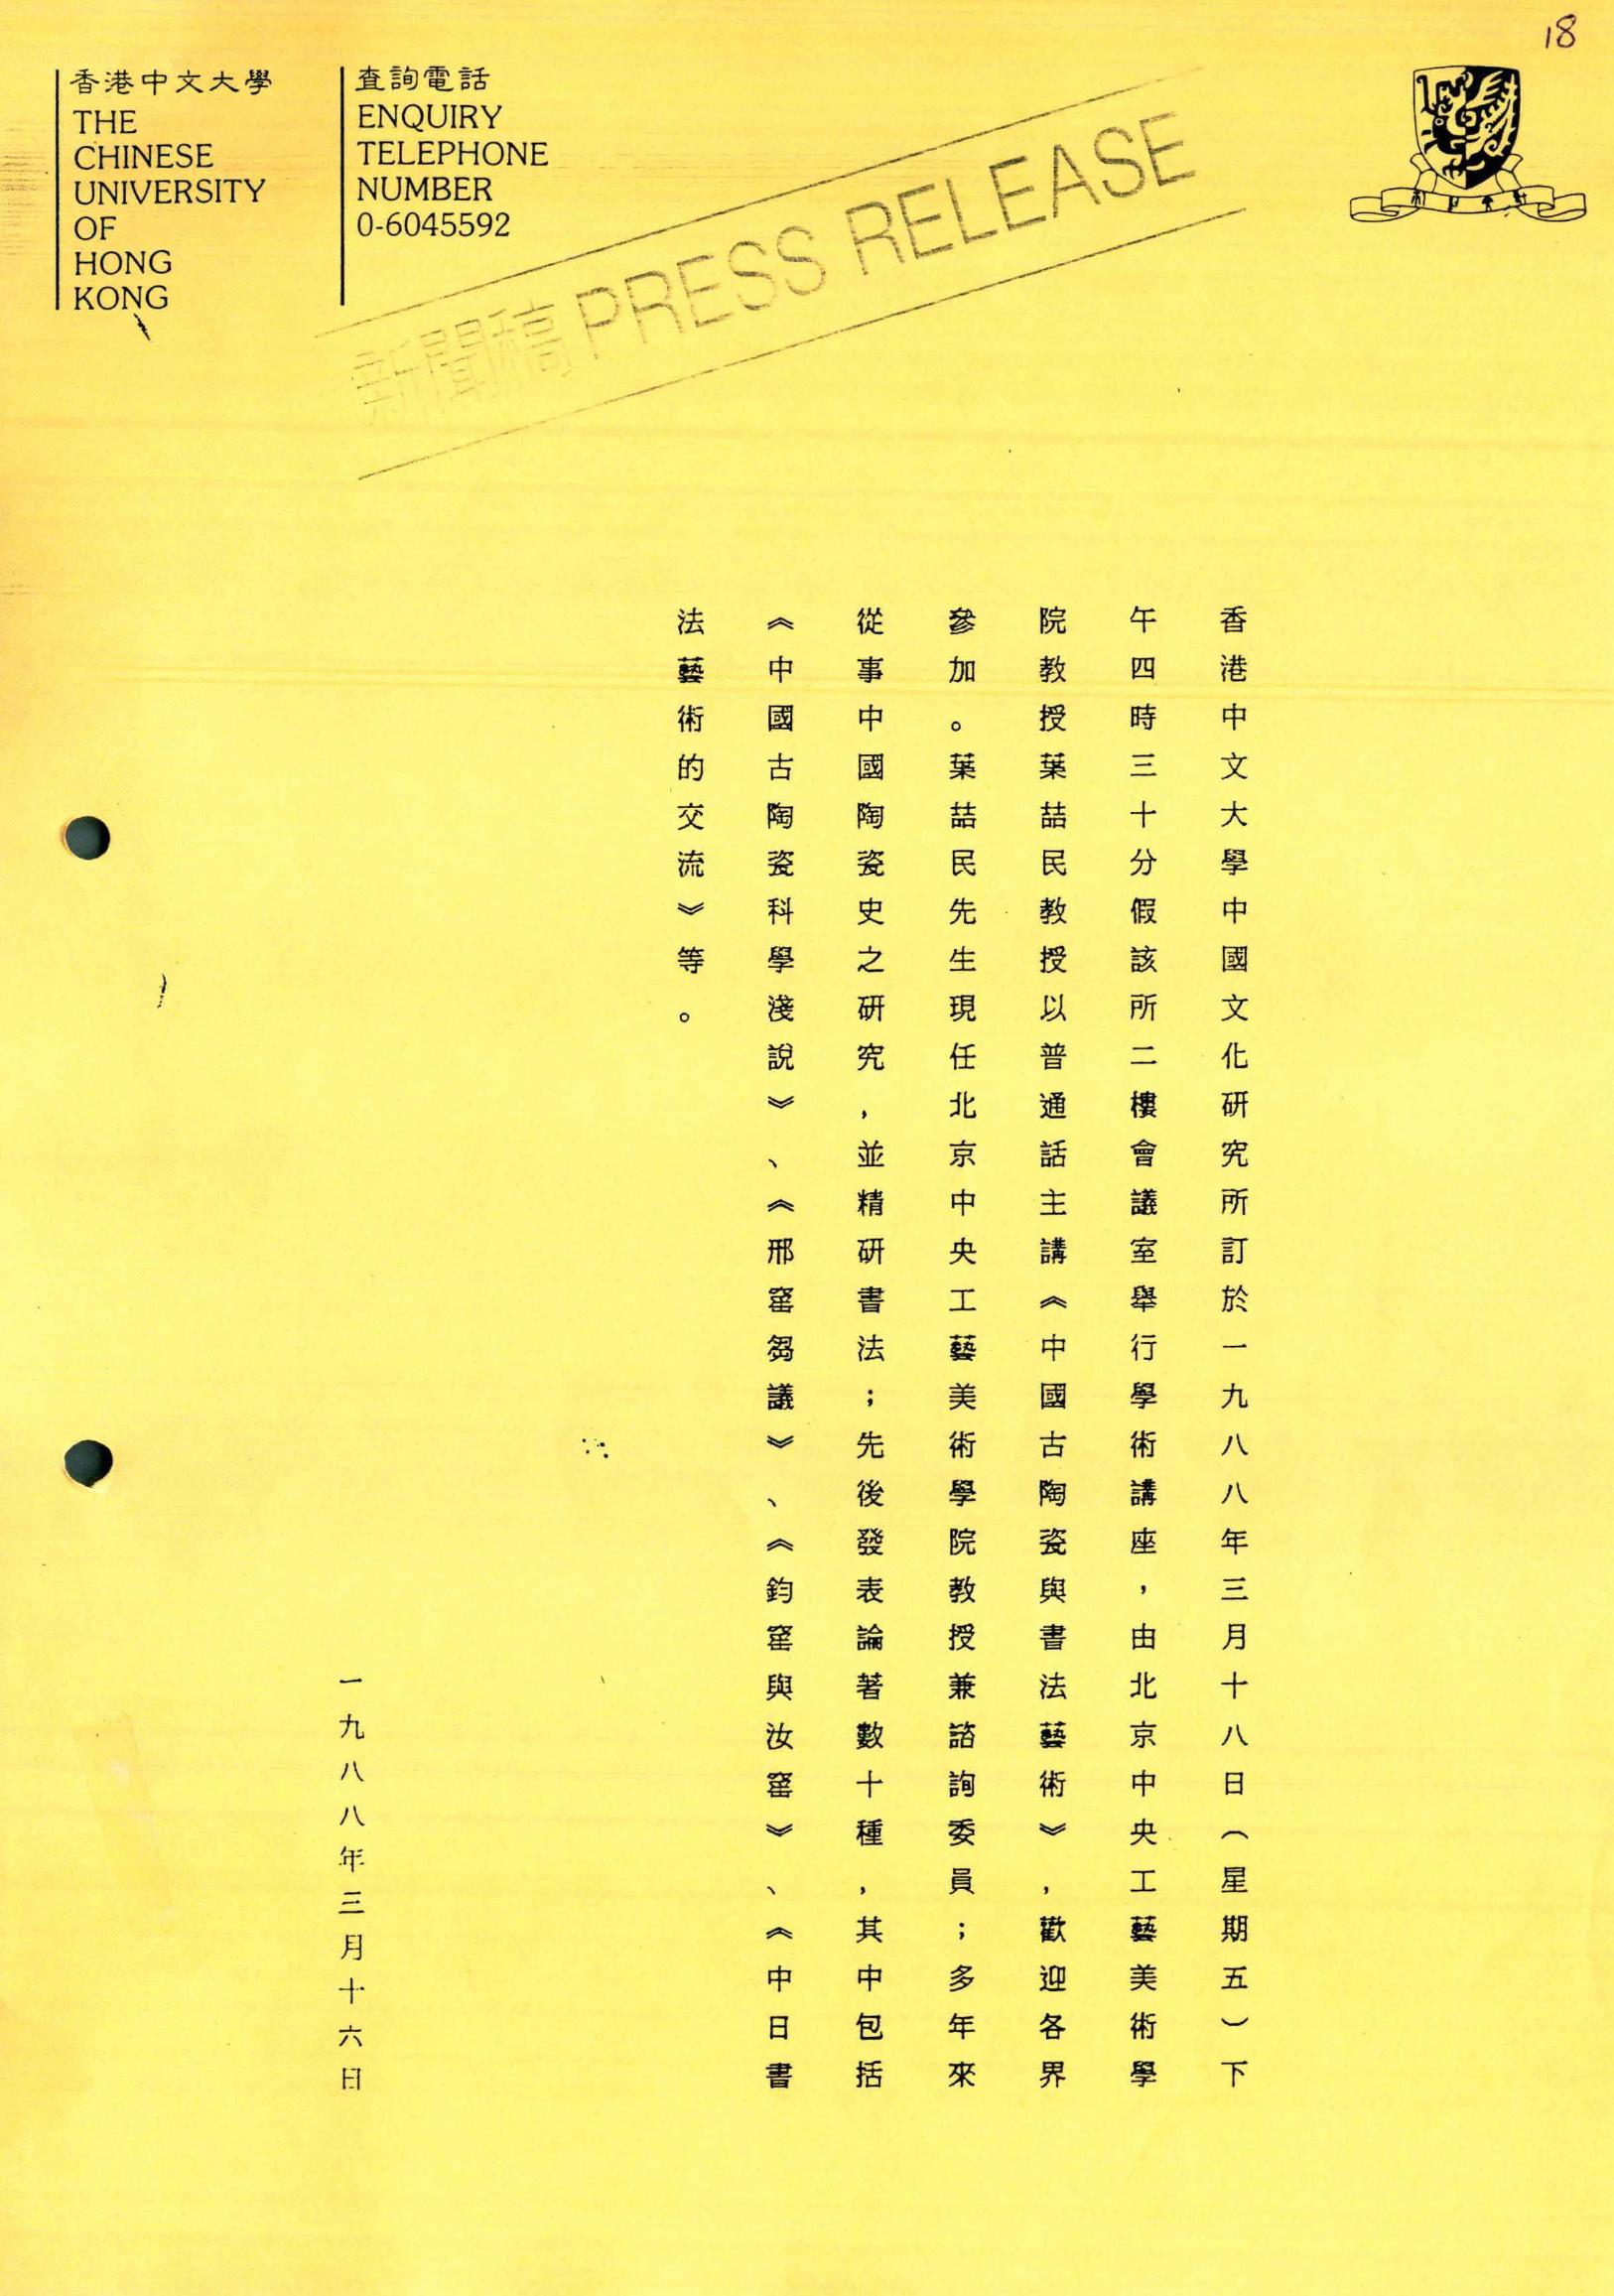 18
香港中文大學
THE
CHINESE
UNIVERSITY
OF
HONG
KONG
查詢電話
ENQUIRY
TELEPHONE
NUMBER
0-6045592
新聞稿 PRESS RELEASE
香港中文大學中國文化研究所訂於一九八八年三月十八日（星期五）下
午四時三十分假該所二樓會議室舉行學術講座，由北京中央工藝美術學
院教授葉喆民教授以普通話主講《中國古陶瓷與書法藝術》，歡迎各界
參加。葉喆民先生現任北京中央工藝美術學院教授兼諮詢委員；多年來
從事中國陶瓷史之研究，並精研書法；先後發表論著數十種，其中包括
《中國古陶瓷科學淺說》、《邢窰芻議》、《鈞窰與汝窰》、《中日書
法藝術的交流》等。
一九八八年三月十六日